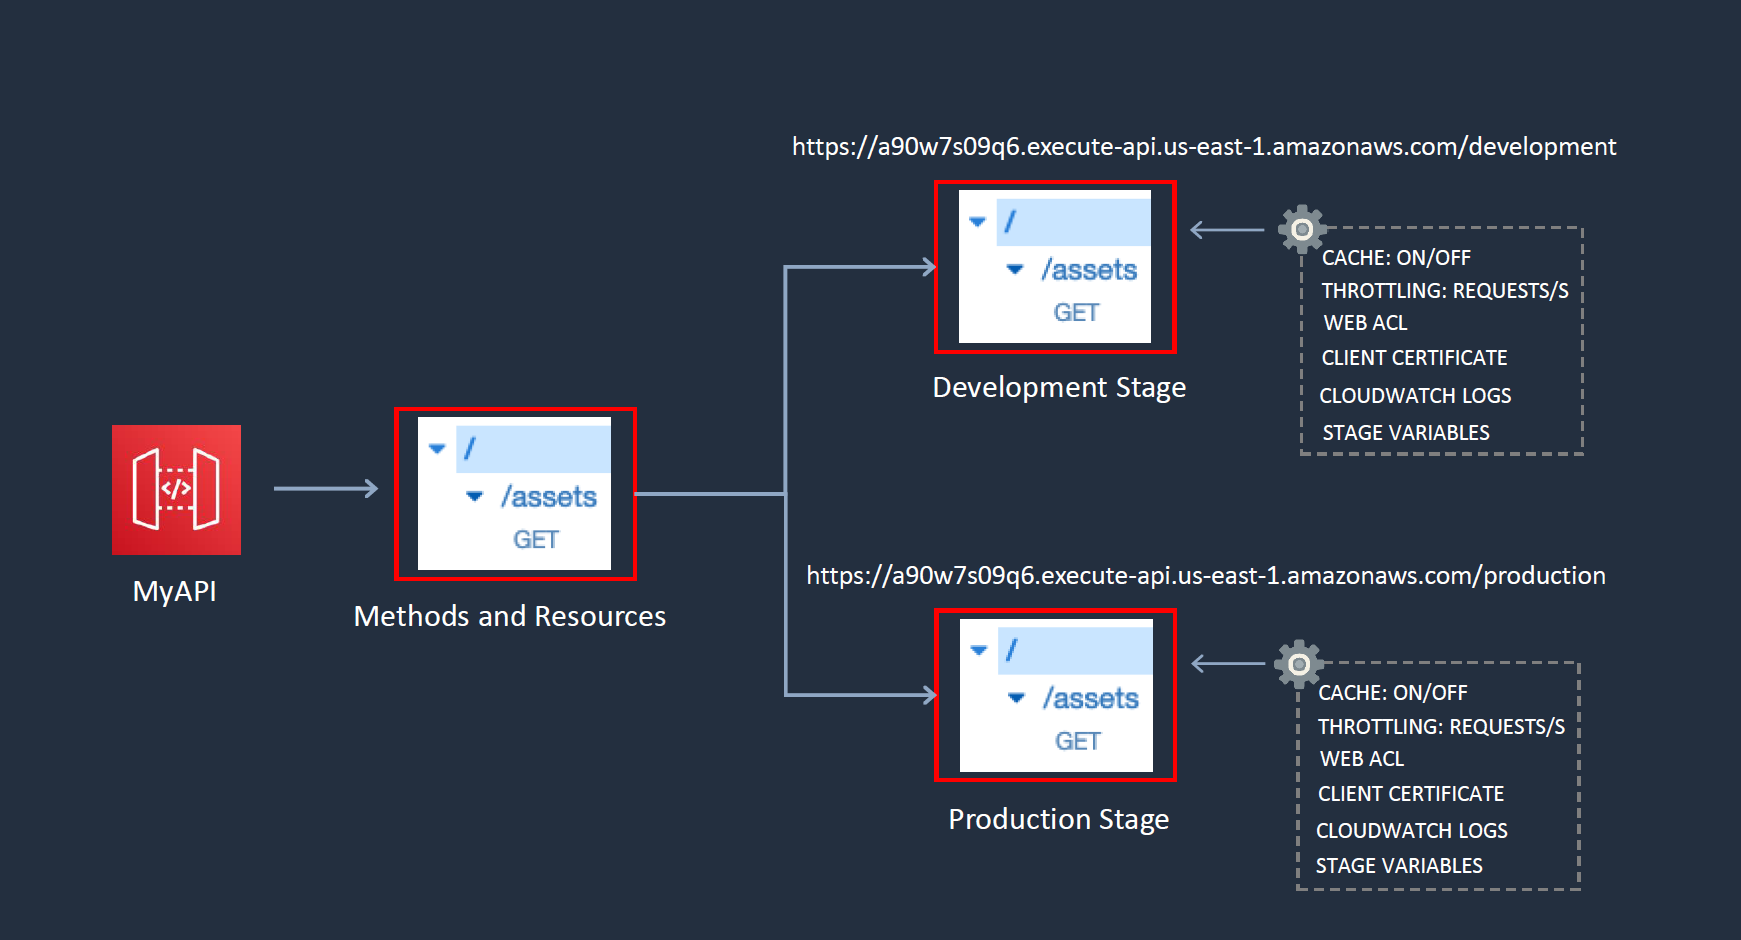 MyAPI
/
/assets
GET
Methods and Resources
https://a90w7s09q6.execute-api.us-east-1.amazonaws.com/development
/
/assets
GET
Development Stage
CACHE: ON/OFF
THROTTLING: REQUESTS/S
WEB ACL
CLIENT CERTIFICATE
CLOUDWATCH LOGS
STAGE VARIABLES
https://a90w7s09q6.execute-api.us-east-1.amazonaws.com/production
/
/assets
GET
Production Stage
CACHE: ON/OFF
THROTTLING: REQUESTS/S
WEB ACL
CLIENT CERTIFICATE
CLOUDWATCH LOGS
STAGE VARIABLES